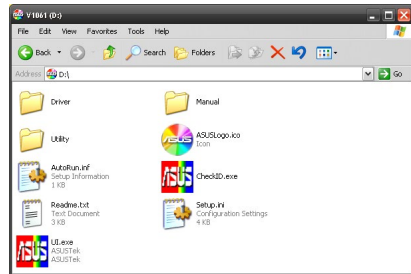 V1061 (D:)
File Edit View Favorites Tools Help
Back Search Folders
Address D:\ Go
Driver
Manual
Utility
ASUSLogo.ico
Icon
AutoRun.inf
Setup Information
1 KB
CheckID.exe
Readme.txt
Text Document
3 KB
Setup.ini
Configuration Settings
4 KB
UI.exe
ASUSTek
ASUSTek